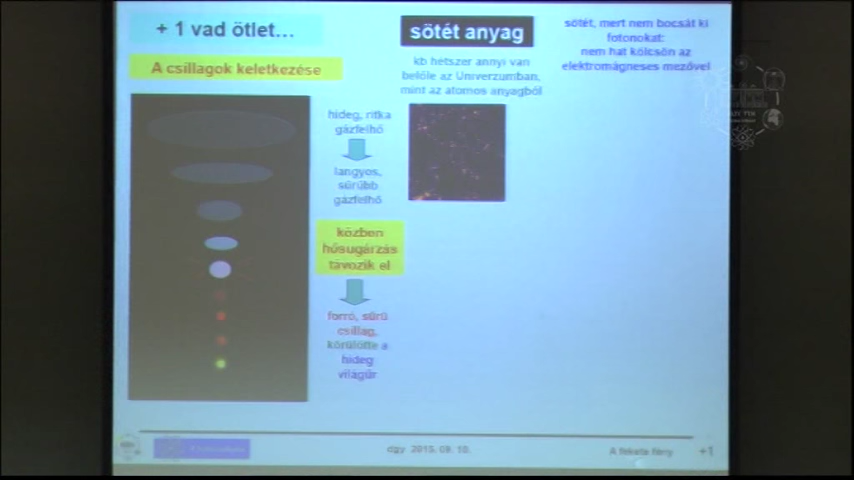 + 1 vad ötlet...
A csillagok keletkezése
hideg, ritka
gázfelhő
langyos,
sűrűbb
gázfelhő
közben
hősugárzás
távozik el
forró, sűrű
csillag,
körülötte a
hideg
világűr
sötét anyag
kb hétszer annyi van
belőle az Univerzumban,
mint az atomos anyagból
sötét, mert nem bocsát ki
fotonokat:
nem hat kölcsön az
elektromágneses mezővel
dgy 2015. 09. 10.
A fekete fény
+1